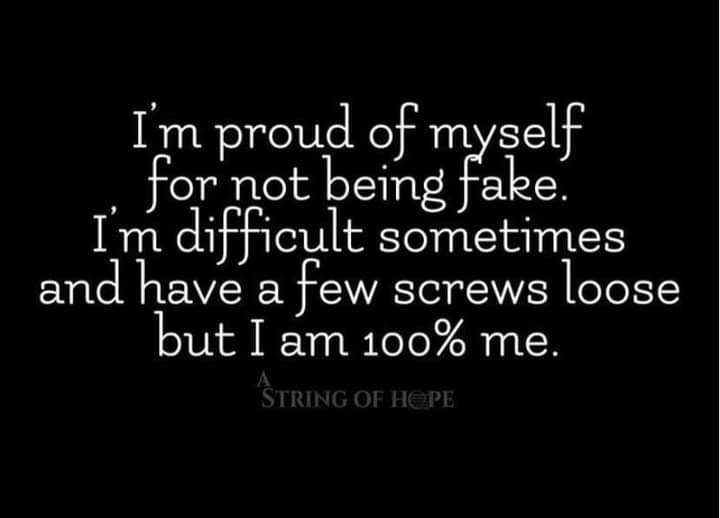 I'm proud of myself
for not being fake.
I'm difficult sometimes
and have a few screws loose
but I am 100% me.
A
STRING OF HOPE